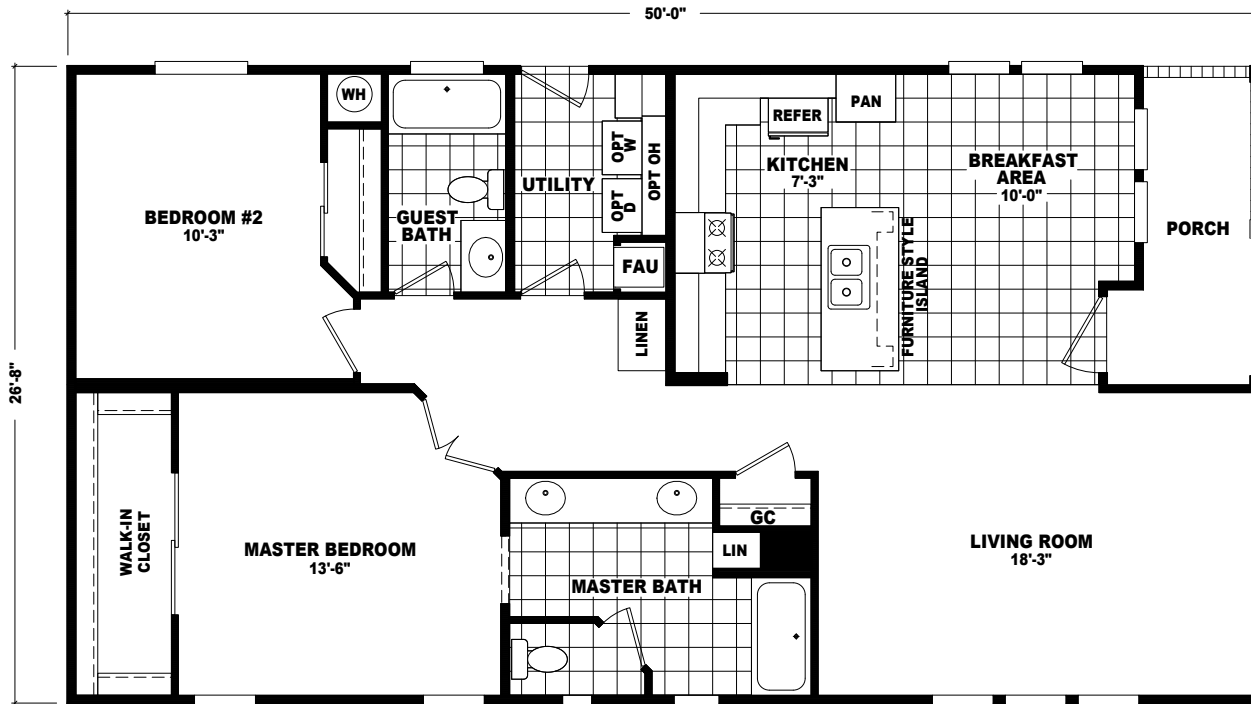 50'-0"
26'-8"
WH
BEDROOM #2
10'-3"
GUEST
BATH
UTILITY
OPT
W
OPT
D
OPT OH
FAU
LINEN
REFER
PAN
KITCHEN
7'-3"
BREAKFAST
AREA
10'-0"
FURNITURE STYLE
ISLAND
PORCH
WALK-IN
CLOSET
MASTER BEDROOM
13'-6"
GC
LIN
MASTER BATH
LIVING ROOM
18'-3"